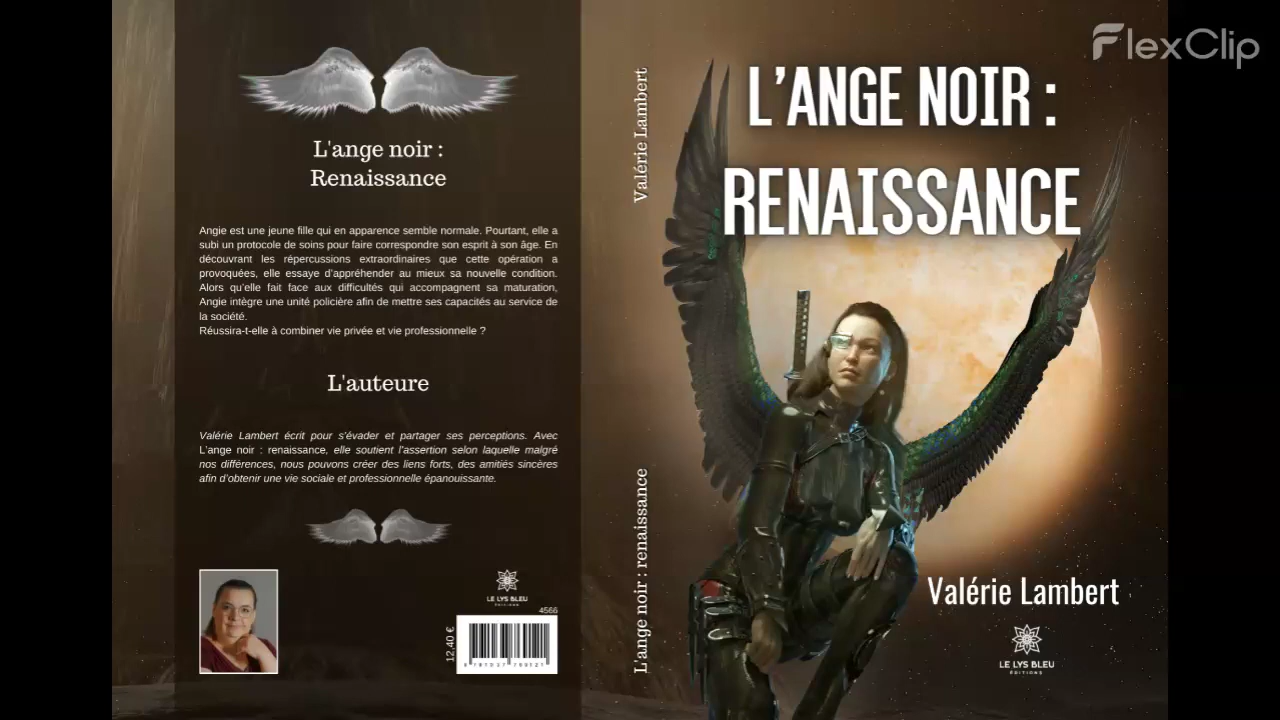 FlexClip
L'ange noir :
Renaissance
Angie est une jeune fille qui en apparence semble normale. Pourtant, elle a
subi un protocole de soins pour faire correspondre son esprit à son âge. En
découvrant les répercussions extraordinaires que cette opération a
provoquées, elle essaye d'appréhender au mieux sa nouvelle condition.
Alors qu'elle fait face aux difficultés qui accompagnent sa maturation,
Angie intègre une unité policière afin de mettre ses capacités au service de
la société.
Réussira-t-elle à combiner vie privée et vie professionnelle ?
L'auteure
Valérie Lambert écrit pour s'évader et partager ses perceptions. Avec
L'ange noir : renaissance, elle soutient l'assertion selon laquelle malgré
nos différences, nous pouvons créer des liens forts, des amitiés sincères
afin d'obtenir une vie sociale et professionnelle épanouissante.
LE LYS BLEU
ÉDITIONS
4566
12,40 €
Valérie Lambert
L'ange noir : renaissance
L'ANGE NOIR :
RENAISSANCE
Valérie Lambert
LE LYS BLEU
ÉDITIONS